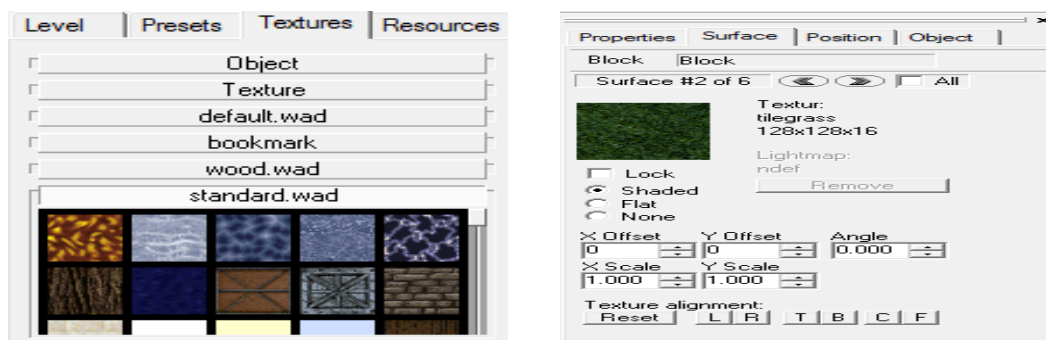 Level Presets Textures Resources
Object
Texture
default.wad
bookmark
wood.wad
standard.wad
Properties Surface Position Object
Block Block
Surface #2 of 6 All
Textur:
tilegrass
128x128x16
Lightmap:
ndef
Remove
Lock
Shaded
Flat
None
X Offset Y Offset Angle
0 0 0.000
X Scale Y Scale
1.000 1.000
Texture alignment:
Reset L R T B C F